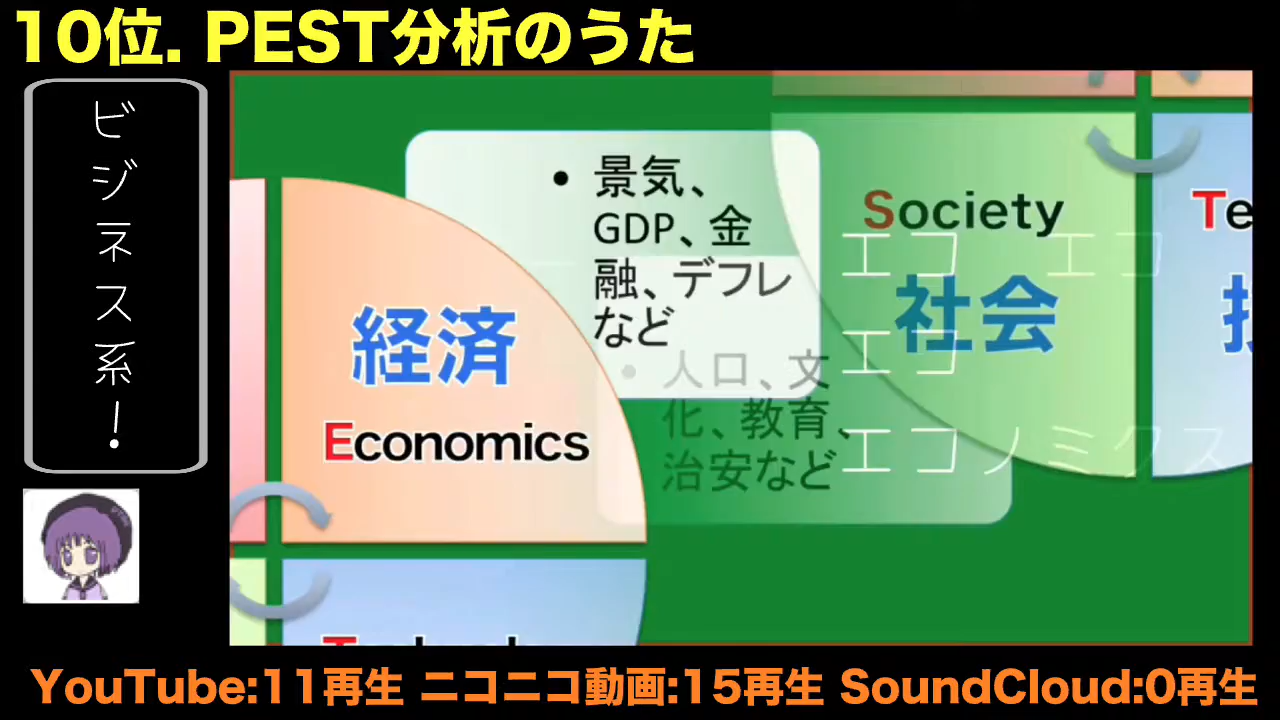 10位. PESTร分析のうた
ビジネス系!
景気、
GDP、金
融、デフレ
など
経済
Economics
Society
社会
Te
人口、文
化、教育、
治安など
エコ エコ
エコ
エコノミクス
YouTube:11再生 ニコニコ動画:15再生 SoundCloud:0再生